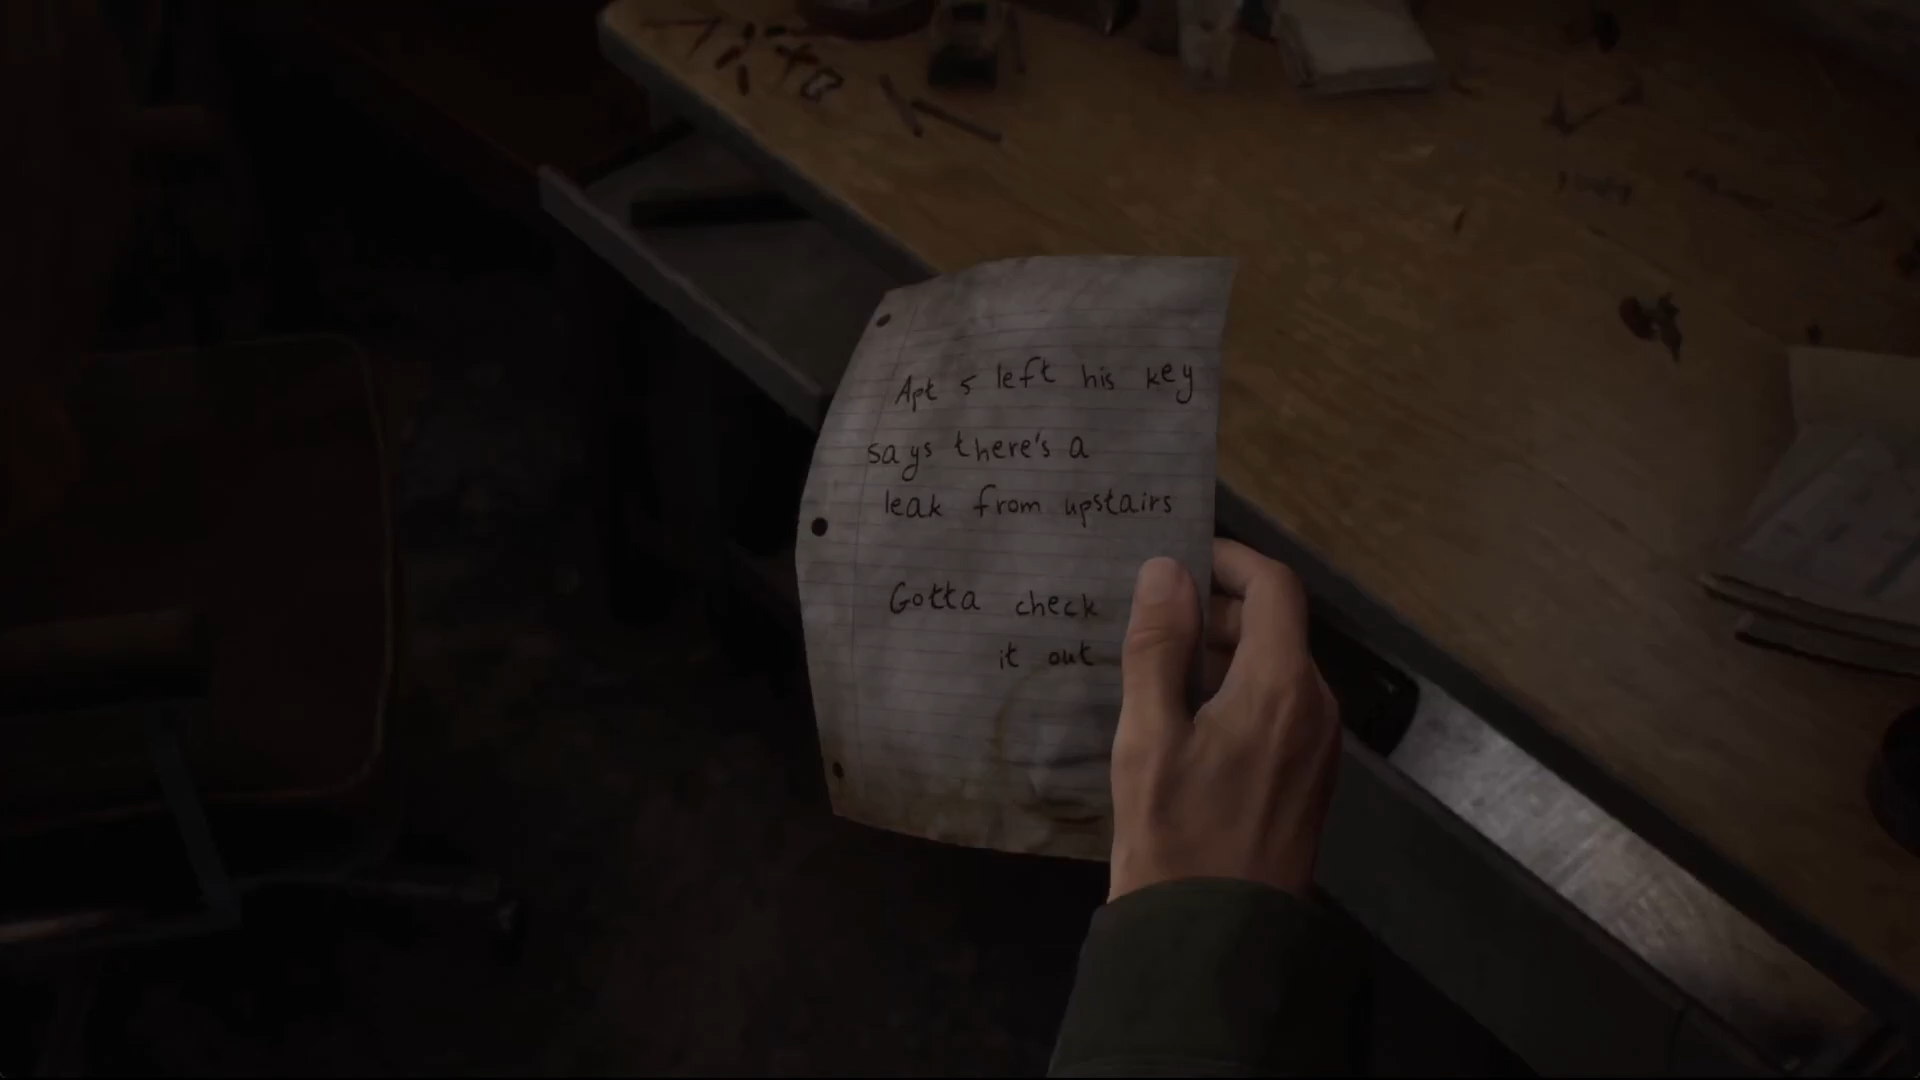 Apt 5 left his key
says there's a
leak from upstairs
Gotta check
it out